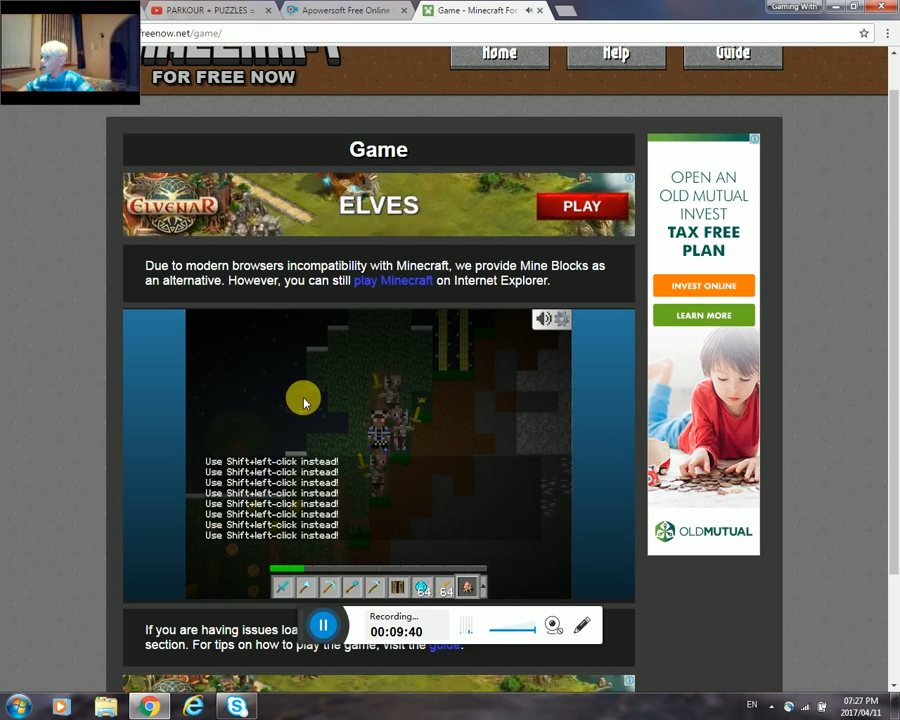 PARKOUR + PUZZLES =
Apowersoft Free Online
Game - Minecraft For
Gaming With
freenow.net/game/
MINECRAFT
FOR FREE NOW
Home
Help
Guide
Game
ELVENAR
ELVES
PLAY
Due to modern browsers incompatibility with Minecraft, we provide Mine Blocks as
an alternative. However, you can still play Minecraft on Internet Explorer.
OPEN AN
OLD MUTUAL
INVEST
TAX FREE
PLAN
INVEST ONLINE
LEARN MORE
OLDMUTUAL
Use Shift+left-click instead!
Use Shift+left-click instead!
Use Shift+left-click instead!
Use Shift+left-click instead!
Use Shift+left-click instead!
Use Shift+left-click instead!
Use Shift+left-click instead!
Use Shift+left-click instead!
64
64
Recording...
00:09:40
If you are having issues loa
section. For tips on how to play the game, visit the guide.
EN
07:27 PM
2017/04/11